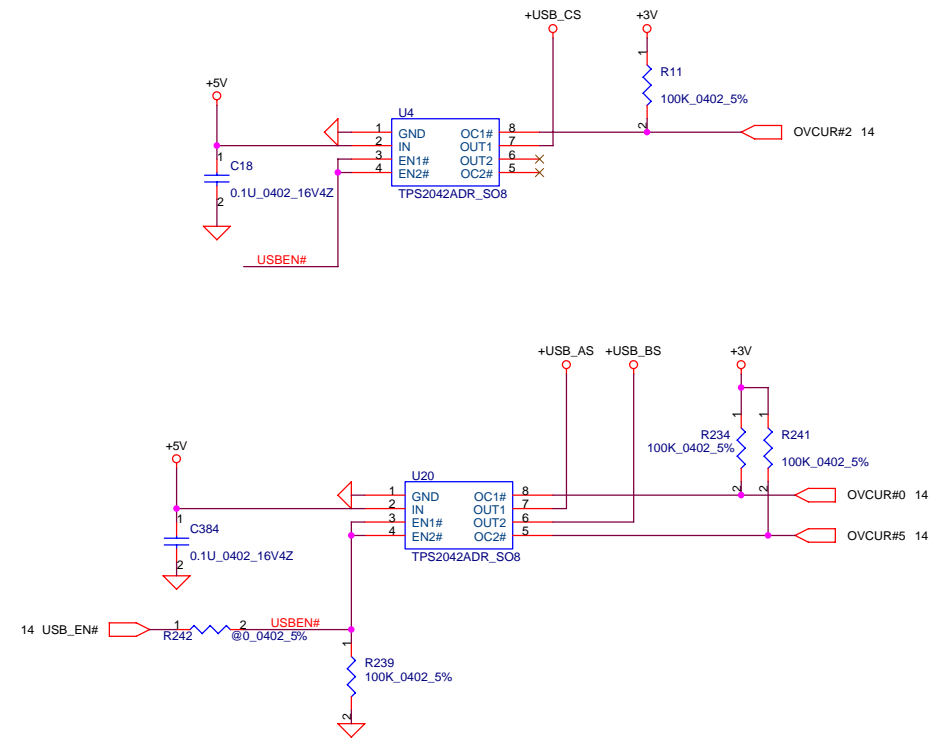 +USB_CS
+3V
+5V
1
R11
100K_0402_5%
2
U4
1 GND OC1# 8
2 IN OUT1 7
3 EN1# OUT2 6
4 EN2# OC2# 5
TPS2042ADR_SO8
OVCUR#2 14
1
C18
0.1U_0402_16V4Z
2
USBEN#
+USB_AS
+USB_BS
+3V
+5V
1
1
R234
100K_0402_5%
2
R241
100K_0402_5%
2
U20
1 GND OC1# 8
2 IN OUT1 7
3 EN1# OUT2 6
4 EN2# OC2# 5
TPS2042ADR_SO8
OVCUR#0 14
OVCUR#5 14
1
C384
0.1U_0402_16V4Z
2
14 USB_EN#
1
R242
2
@0_0402_5%
USBEN#
1
R239
100K_0402_5%
2